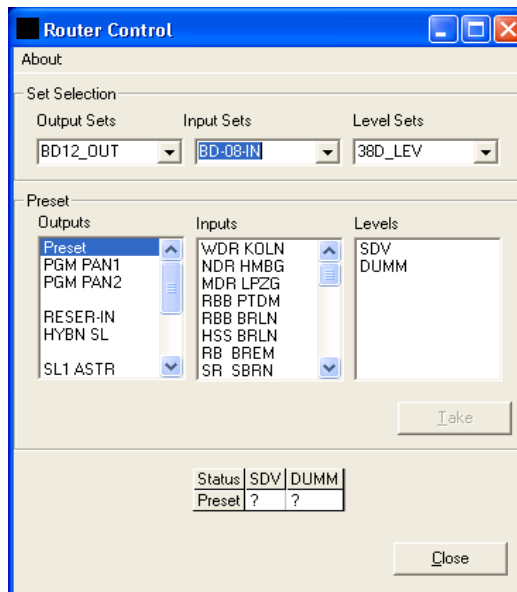 Router Control
About
Set Selection
Output Sets Input Sets Level Sets
BD12_OUT BD-08-IN 38D_LEV
Preset
Outputs Inputs Levels
Preset
PGM PAN1
PGM PAN2
RESER-IN
HYBN SL
SL1 ASTR
WDR KOLN
NDR HMBG
MDR LPZG
RBB PTDM
RBB BRLN
HSS BRLN
RB BREM
SR SBRN
SDV
DUMM
Take
Status SDV DUMM
Preset ? ?
Close